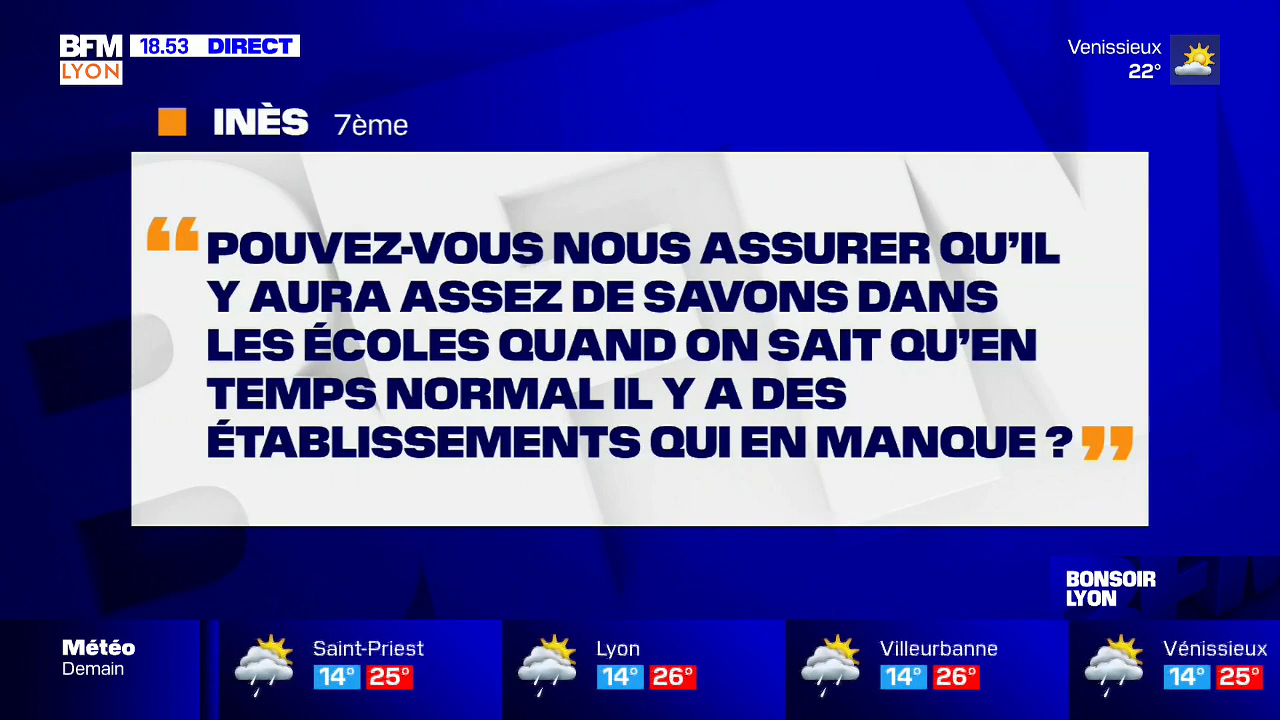 BFM 18.53 DIRECT
LYON
Venissieux
22°
INÈS 7ème
“POUVEZ-VOUS NOUS ASSURER QU’IL
Y AURA ASSEZ DE SAVONS DANS
LES ÉCOLES QUAND ON SAIT QU’EN
TEMPS NORMAL IL Y A DES
ÉTABLISSEMENTS QUI EN MANQUE ?”
BONSOIR
LYON
Météo
Demain
Saint-Priest
14° 25°
Lyon
14° 26°
Villeurbanne
14° 26°
Vénissieux
14° 25°